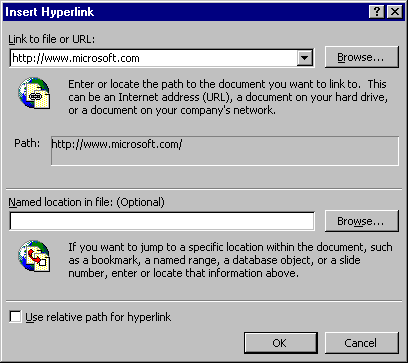 Insert Hyperlink
Link to file or URL:
http://www.microsoft.com
Browse...
Enter or locate the path to the document you want to link to. This
can be an Internet address (URL), a document on your hard drive,
or a document on your company's network.
Path:
http://www.microsoft.com/
Named location in file: (Optional)
Browse...
If you want to jump to a specific location within the document, such
as a bookmark, a named range, a database object, or a slide
number, enter or locate that information above.
Use relative path for hyperlink
OK
Cancel